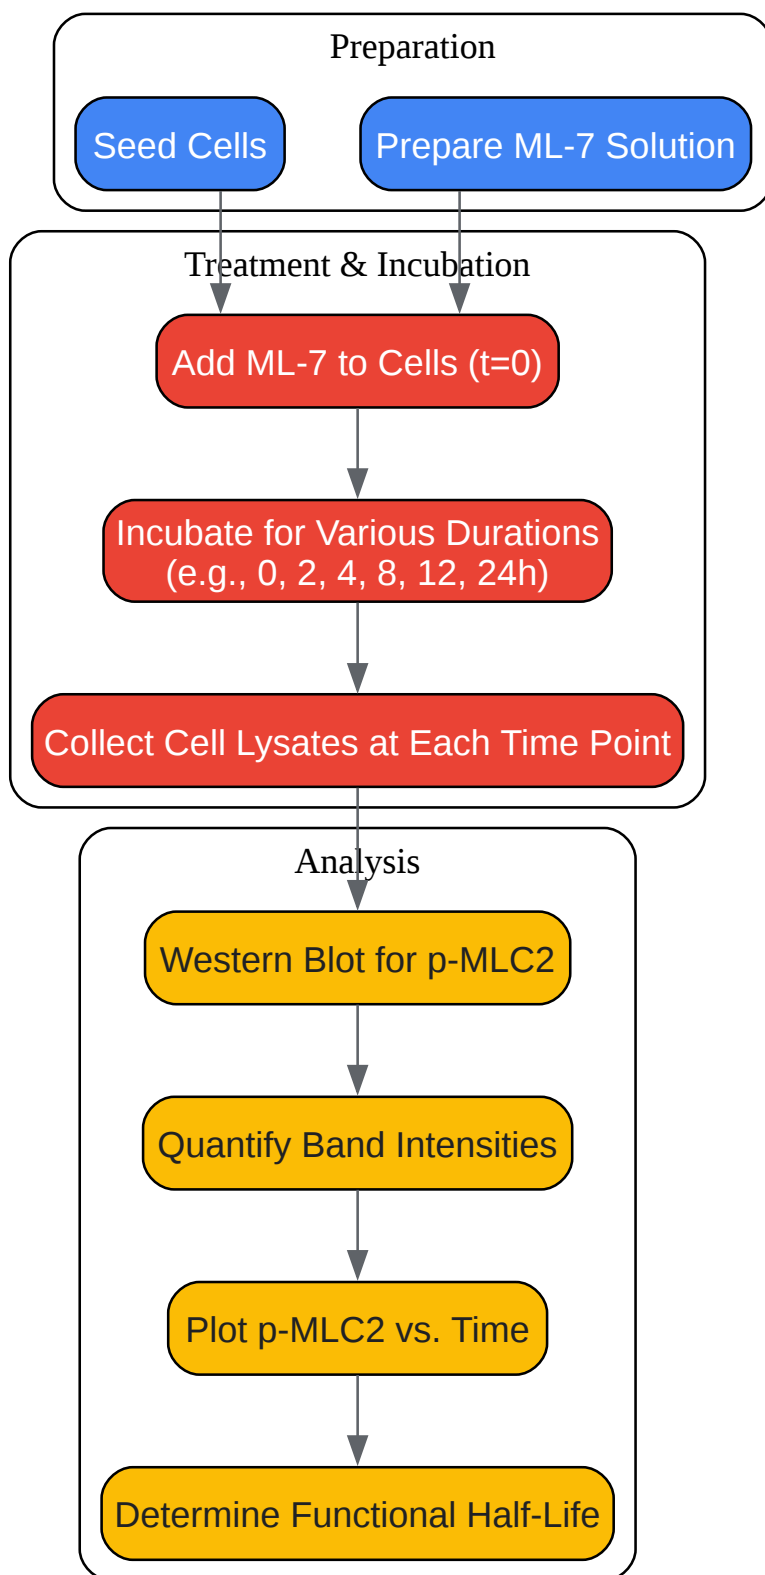 Preparation
Seed Cells
Prepare ML-7 Solution
Treatment & Incubation
Add ML-7 to Cells (t=0)
Incubate for Various Durations
(e.g., 0, 2, 4, 8, 12, 24h)
Collect Cell Lysates at Each Time Point
Analysis
Western Blot for p-MLC2
Quantify Band Intensities
Plot p-MLC2 vs. Time
Determine Functional Half-Life